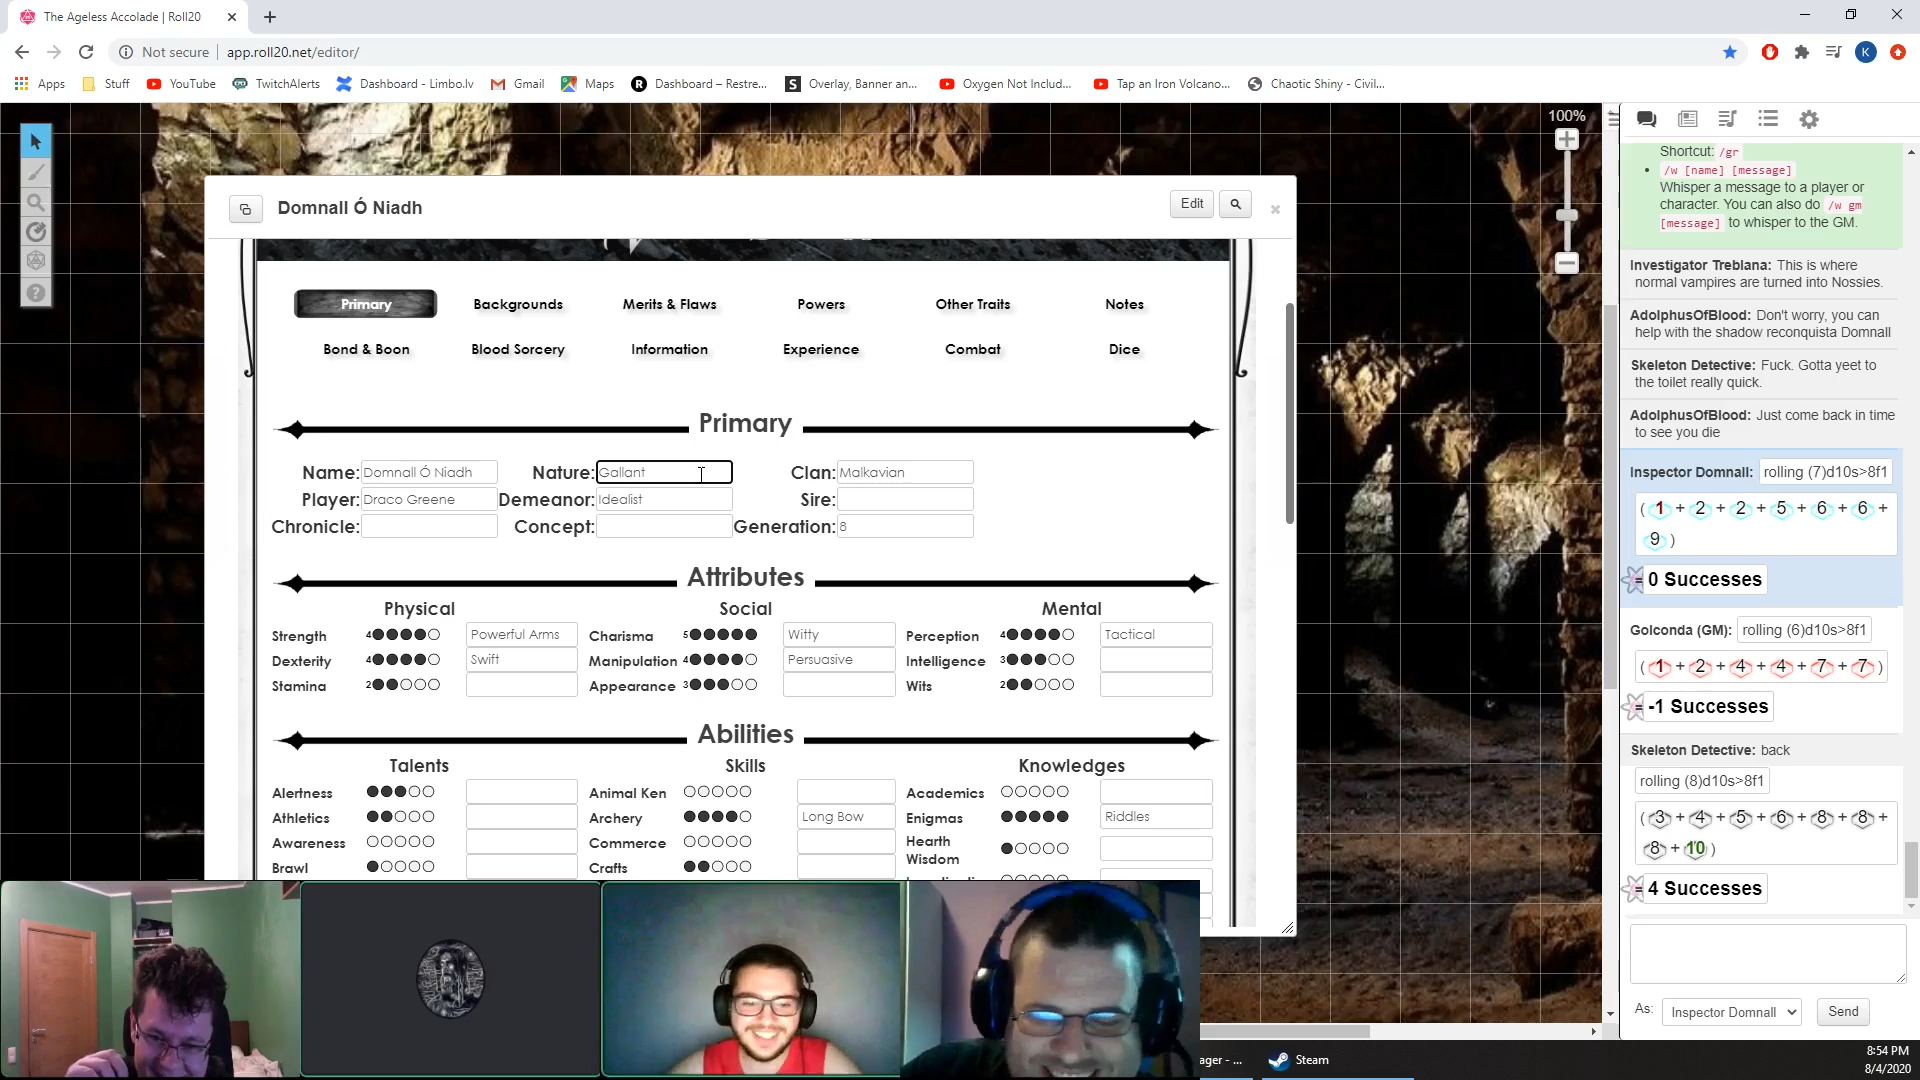 The Ageless Accolade | Roll20
Not secure
app.roll20.net/editor/
K
Apps
Stuff
YouTube
TwitchAlerts
Dashboard - Limbo.lv
Gmail
Maps
Dashboard – Restre...
Overlay, Banner an...
Oxygen Not Includ...
Tap an Iron Volcano...
Chaotic Shiny - Civil...
100%
Domnall Ó Niadh
Edit
Primary
Backgrounds
Merits & Flaws
Powers
Other Traits
Notes
Bond & Boon
Blood Sorcery
Information
Experience
Combat
Dice
Primary
Name: Domnall Ó Niadh
Nature: Gallant
Clan: Malkavian
Player: Draco Greene
Demeanor: Idealist
Sire:
Chronicle:
Concept:
Generation: 8
Attributes
Physical
Social
Mental
Strength 4 Powerful Arms
Charisma 5 Witty
Perception 4 Tactical
Dexterity 4 Swift
Manipulation 4 Persuasive
Intelligence 3
Stamina 2
Appearance 3
Wits 2
Abilities
Talents
Skills
Knowledges
Alertness
Animal Ken
Academics
Athletics
Archery Long Bow
Enigmas Riddles
Awareness
Commerce
Hearth
Wisdom
Brawl
Crafts
Shortcut: /gr
/w [name] [message]
Whisper a message to a player or
character. You can also do /w gm
[message] to whisper to the GM.
Investigator Treblana: This is where
normal vampires are turned into Nossies.
AdolphusOfBlood: Don't worry, you can
help with the shadow reconquista Domnall
Skeleton Detective: Fuck. Gotta yeet to
the toilet really quick.
AdolphusOfBlood: Just come back in time
to see you die
Inspector Domnall: rolling (7)d10s>8f1
(1+2+2+5+6+6+
9)
= 0 Successes
Golconda (GM): rolling (6)d10s>8f1
(1+2+4+4+7+7)
= -1 Successes
Skeleton Detective: back
rolling (8)d10s>8f1
(3+4+5+6+8+8+
8+10)
= 4 Successes
As: Inspector Domnall
Send
ager - ...
Steam
8:54 PM
8/4/2020